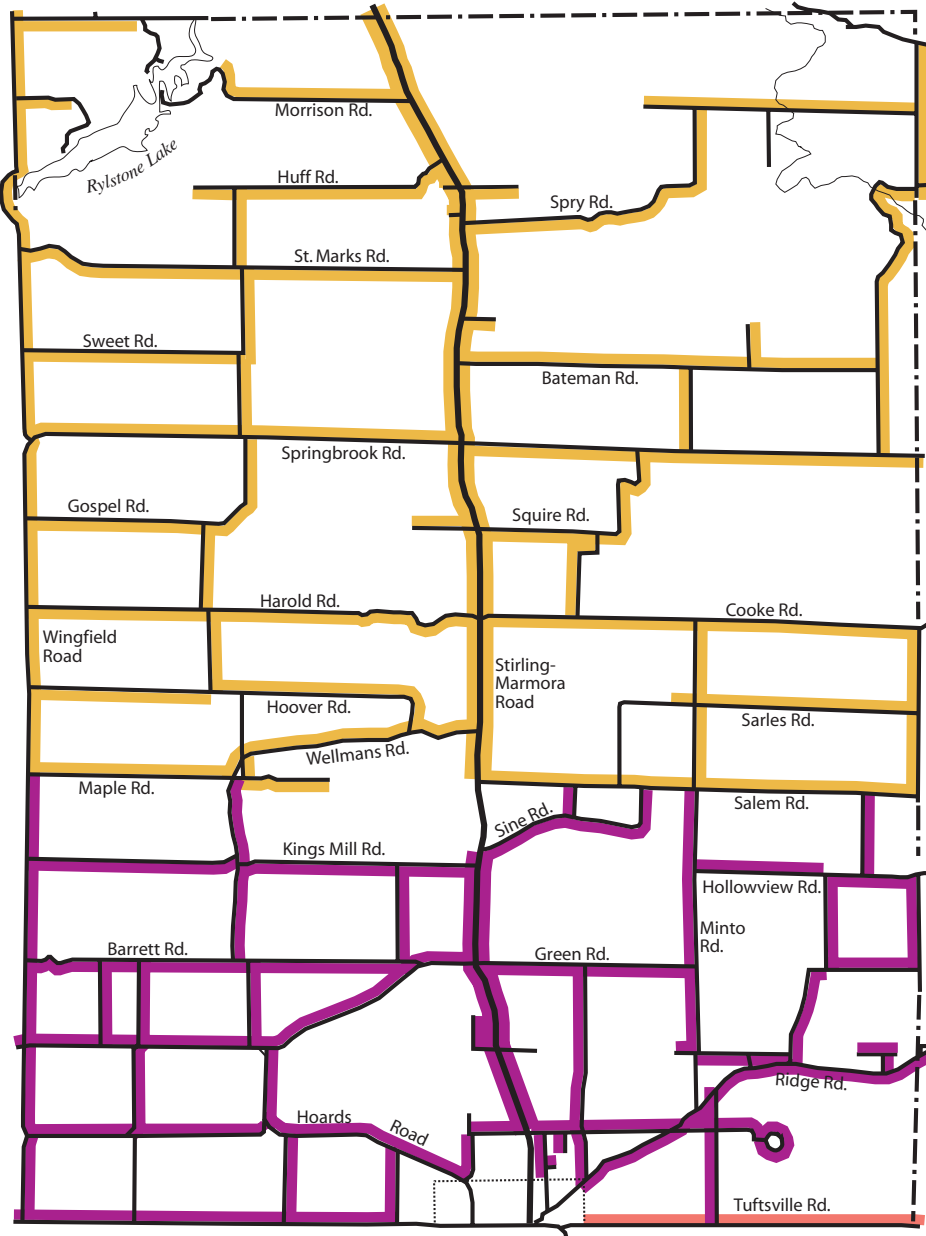 Morrison Rd.
Rylstone Lake
Huff Rd.
Spry Rd.
St. Marks Rd.
Sweet Rd.
Bateman Rd.
Springbrook Rd.
Gospel Rd.
Squire Rd.
Harold Rd.
Cooke Rd.
Wingfield
Road
Stirling-
Marmora
Road
Hoover Rd.
Sarles Rd.
Wellmans Rd.
Maple Rd.
Salem Rd.
Sine Rd.
Kings Mill Rd.
Hollowview Rd.
Minto
Rd.
Barrett Rd.
Green Rd.
Ridge Rd.
Hoards
Road
Tuftsville Rd.